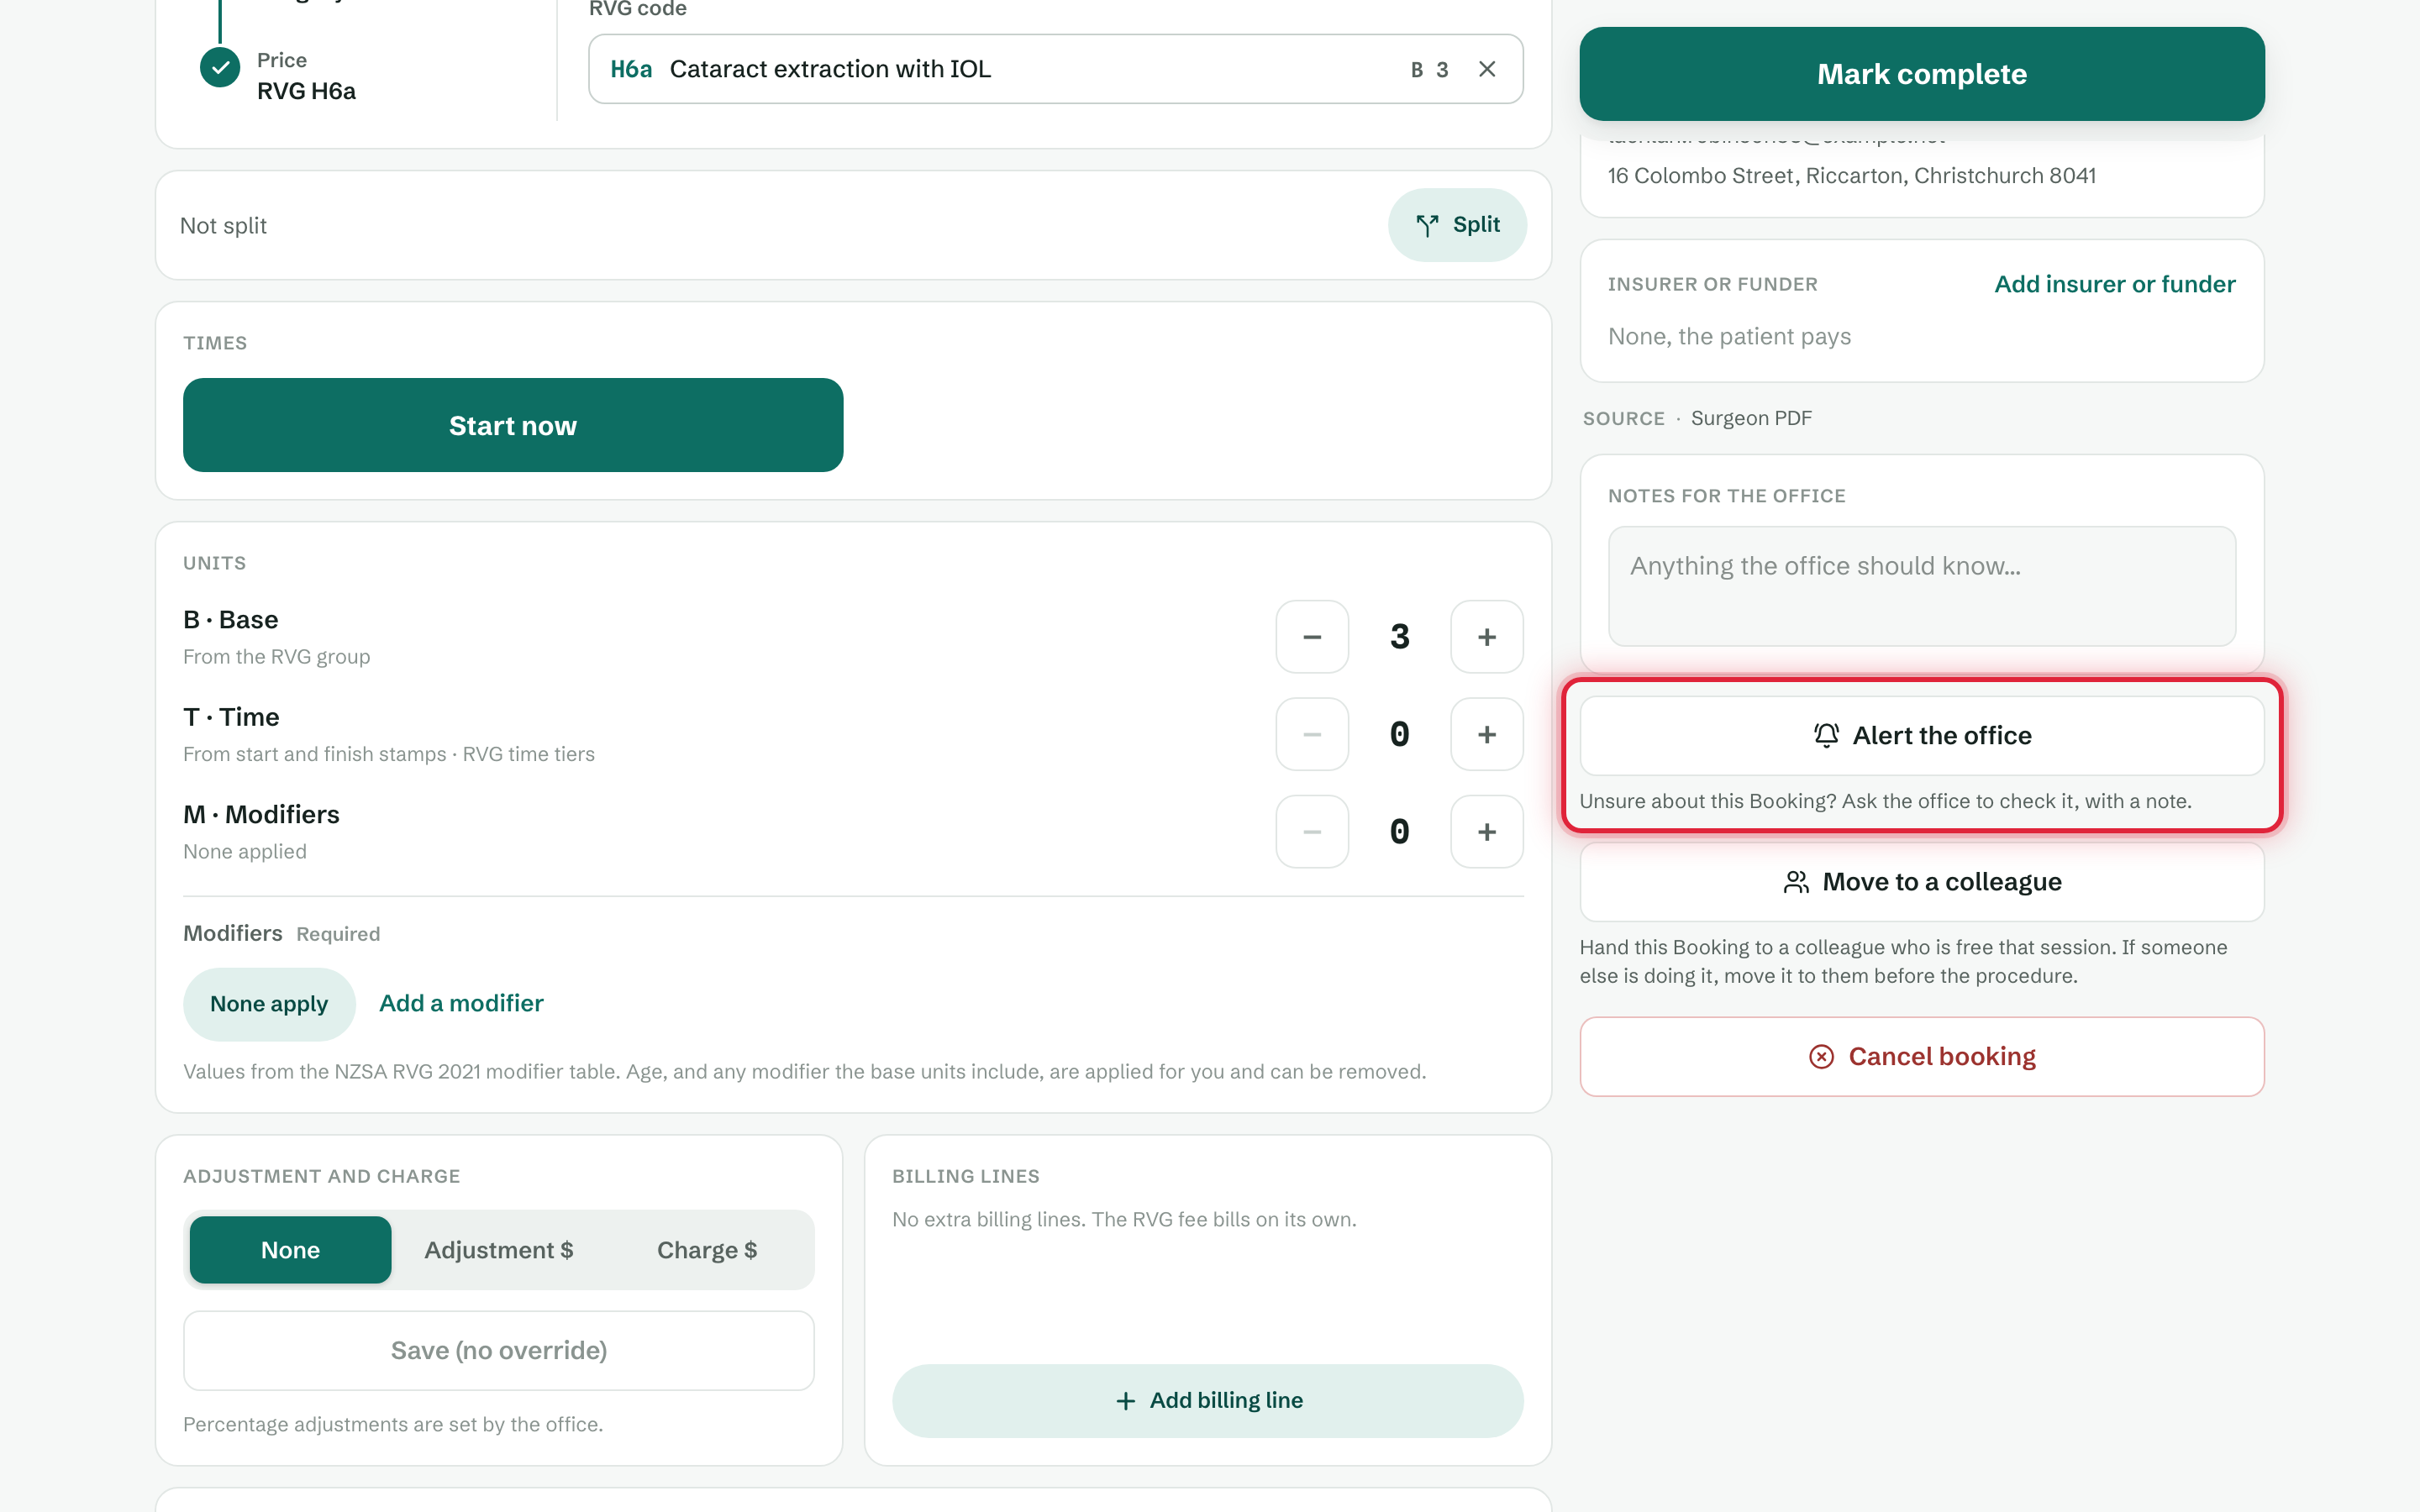 RVG code
Price
RVG H6a
H6a Cataract extraction with IOL B 3
Not split
Split
TIMES
Start now
UNITS
B · Base
From the RVG group
3
T · Time
From start and finish stamps · RVG time tiers
0
M · Modifiers
None applied
0
Modifiers Required
None apply
Add a modifier
Values from the NZSA RVG 2021 modifier table. Age, and any modifier the base units include, are applied for you and can be removed.
ADJUSTMENT AND CHARGE
None
Adjustment $
Charge $
Save (no override)
Percentage adjustments are set by the office.
BILLING LINES
No extra billing lines. The RVG fee bills on its own.
Add billing line
Mark complete
16 Colombo Street, Riccarton, Christchurch 8041
INSURER OR FUNDER
Add insurer or funder
None, the patient pays
SOURCE · Surgeon PDF
NOTES FOR THE OFFICE
Anything the office should know...
Alert the office
Unsure about this Booking? Ask the office to check it, with a note.
Move to a colleague
Hand this Booking to a colleague who is free that session. If someone
else is doing it, move it to them before the procedure.
Cancel booking